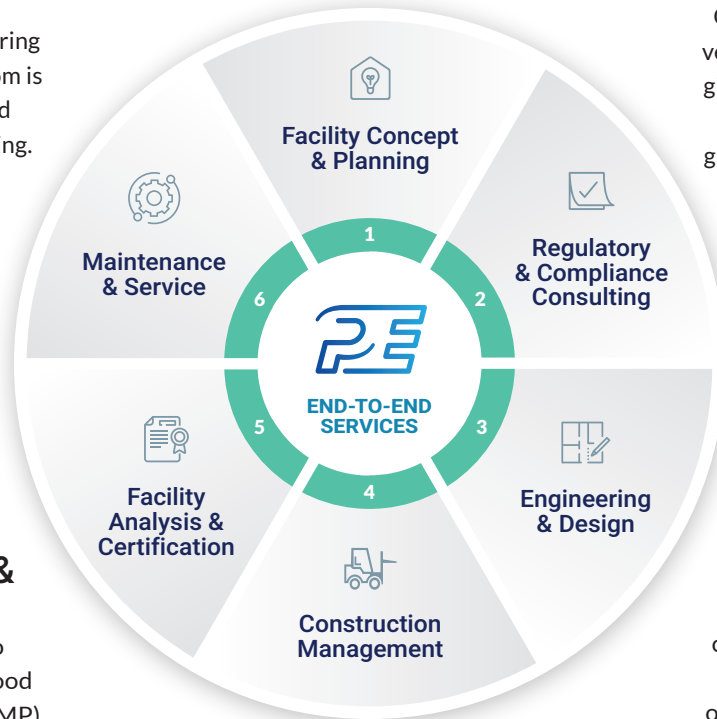 Facility Concept
& Planning
1
Regulatory
& Compliance
Consulting
2
Engineering
& Design
3
Construction
Management
4
Facility
Analysis &
Certification
5
Maintenance
& Service
6
PE
END-TO-END
SERVICES
&